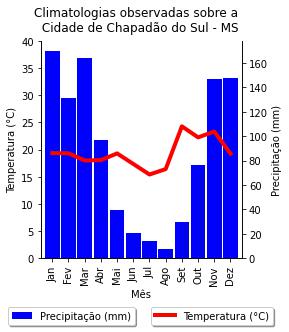 Climatologias observadas sobre a
Cidade de Chapadão do Sul - MS
Temperatura (°C)
40
35
30
25
20
15
10
5
0
Precipitação (mm)
160
140
120
100
80
60
40
20
0
Jan Fev Mar Abr Mai Jun Jul Ago Set Out Nov Dez
Mês
Precipitação (mm) Temperatura (°C)